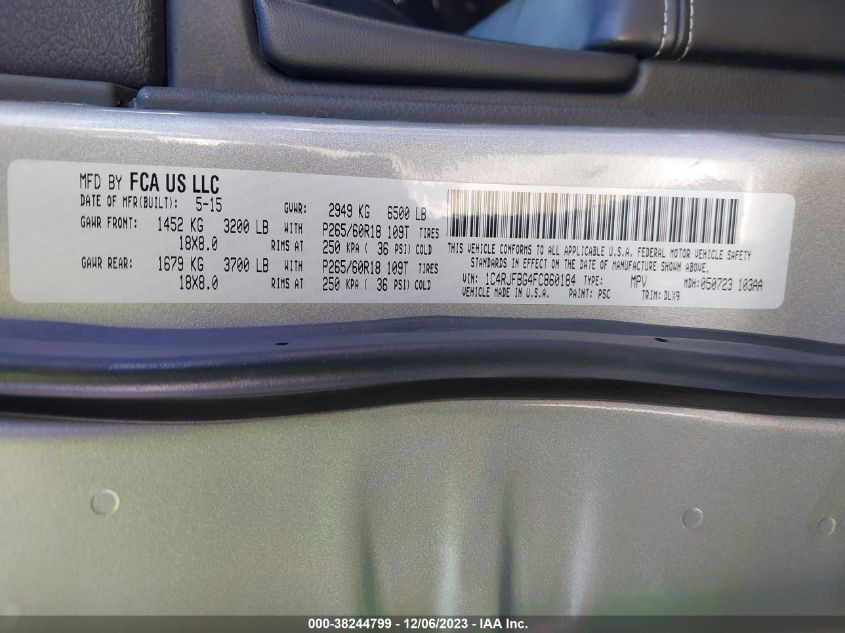 MFD BY FCA US LLC
DATE OF MFR(BUILT): 5-15 GVWR: 2949 KG 6500 LB
GAWR FRONT: 1452 KG 3200 LB WITH P265/60R18 109T TIRES
18X8.0 RIMS AT 250 KPA ( 36 PSI) COLD
GAWR REAR: 1679 KG 3700 LB WITH P265/60R18 109T TIRES
18X8.0 RIMS AT 250 KPA ( 36 PSI) COLD
THIS VEHICLE CONFORMS TO ALL APPLICABLE U.S.A. FEDERAL MOTOR VEHICLE SAFETY
STANDARDS IN EFFECT ON THE DATE OF MANUFACTURE SHOWN ABOVE.
VIN: 1C4RJFBG4FC860184 TYPE: MPV MDH:050723 103AA
VEHICLE MADE IN U.S.A. PAINT: PSC TRIM: DLX9
000-38244799 - 12/06/2023 - IAA Inc.